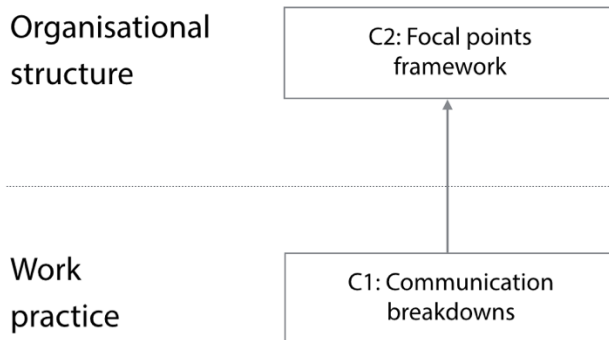 Organisational
structure
C2: Focal points
framework
Work
practice
C1: Communication
breakdowns